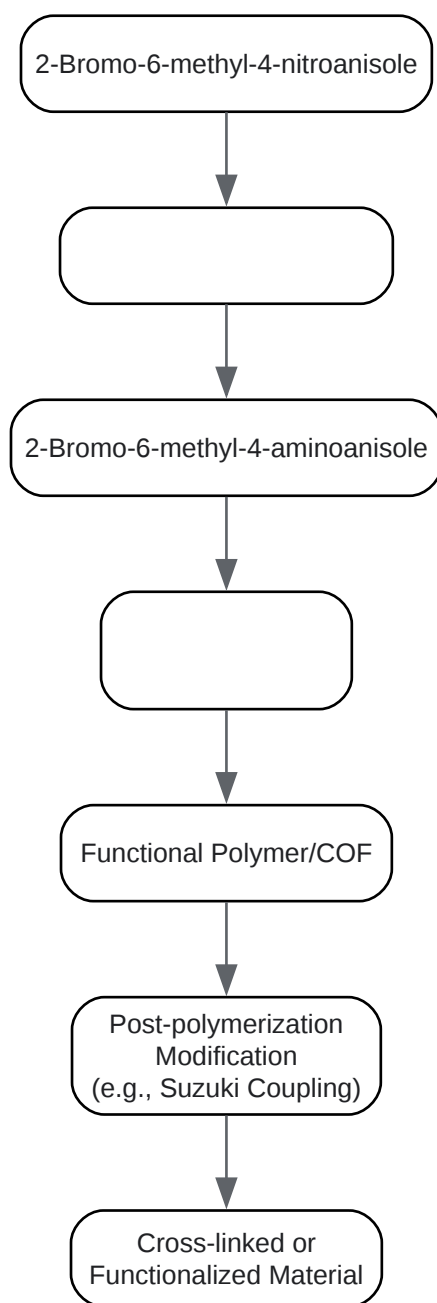 2-Bromo-6-methyl-4-nitroanisole
2-Bromo-6-methyl-4-aminoanisole
Functional Polymer/COF
Post-polymerization
Modification
(e.g., Suzuki Coupling)
Cross-linked or
Functionalized Material